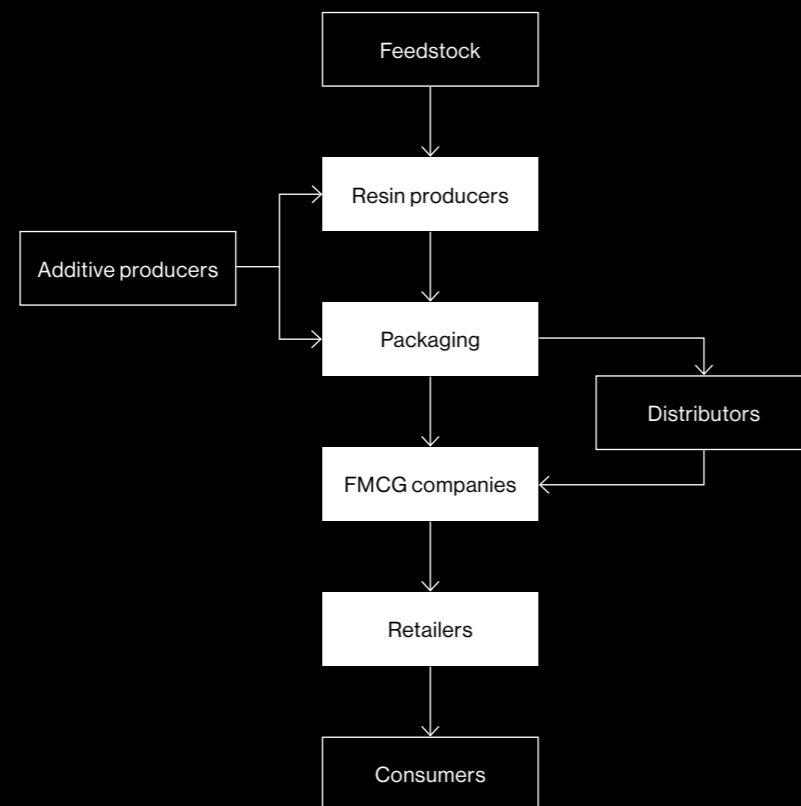 Feedstock
Resin producers
Additive producers
Packaging
Distributors
FMCG companies
Retailers
Consumers